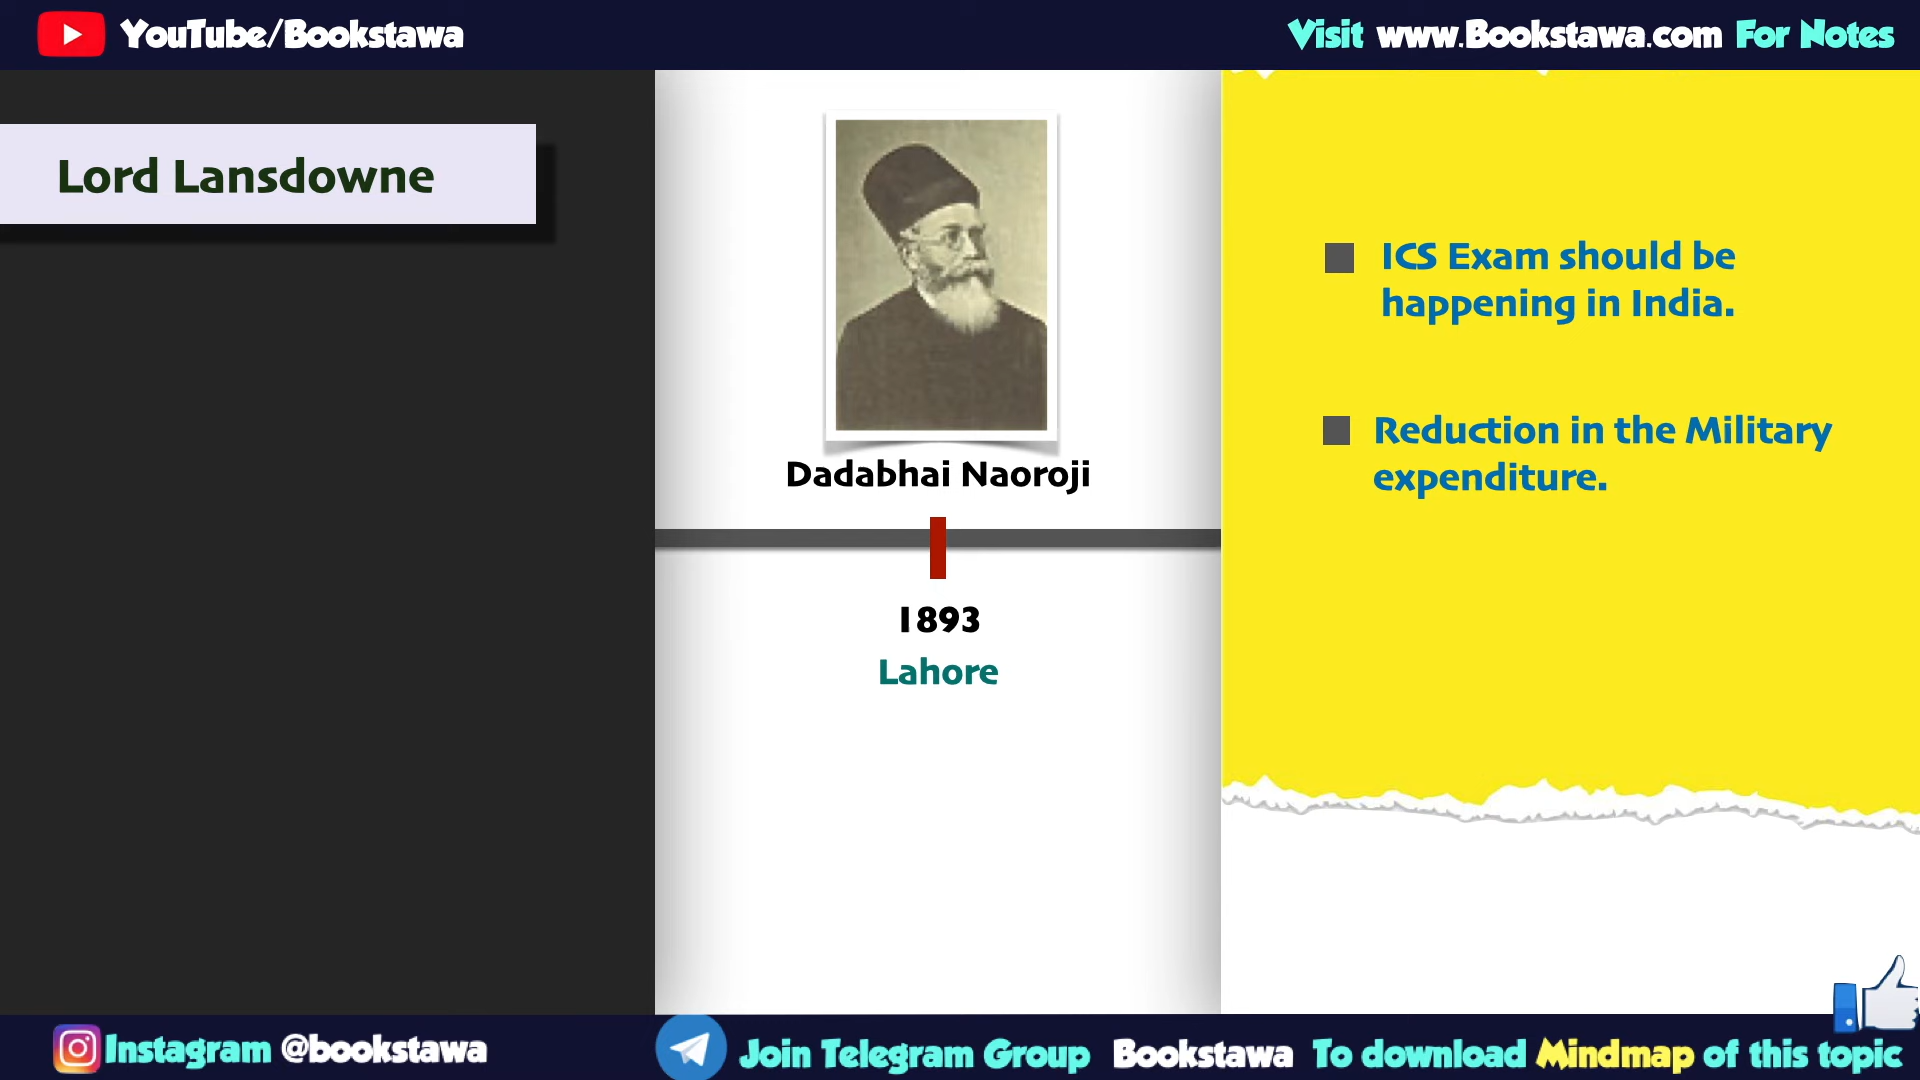 YouTube/Bookstawa
Visit www.Bookstawa.com For Notes
Lord Lansdowne
Dadabhai Naoroji
1893
Lahore
ICS Exam should be
happening in India.
Reduction in the Military
expenditure.
Instagram @bookstawa
Join Telegram Group Bookstawa To download Mindmap of this topic